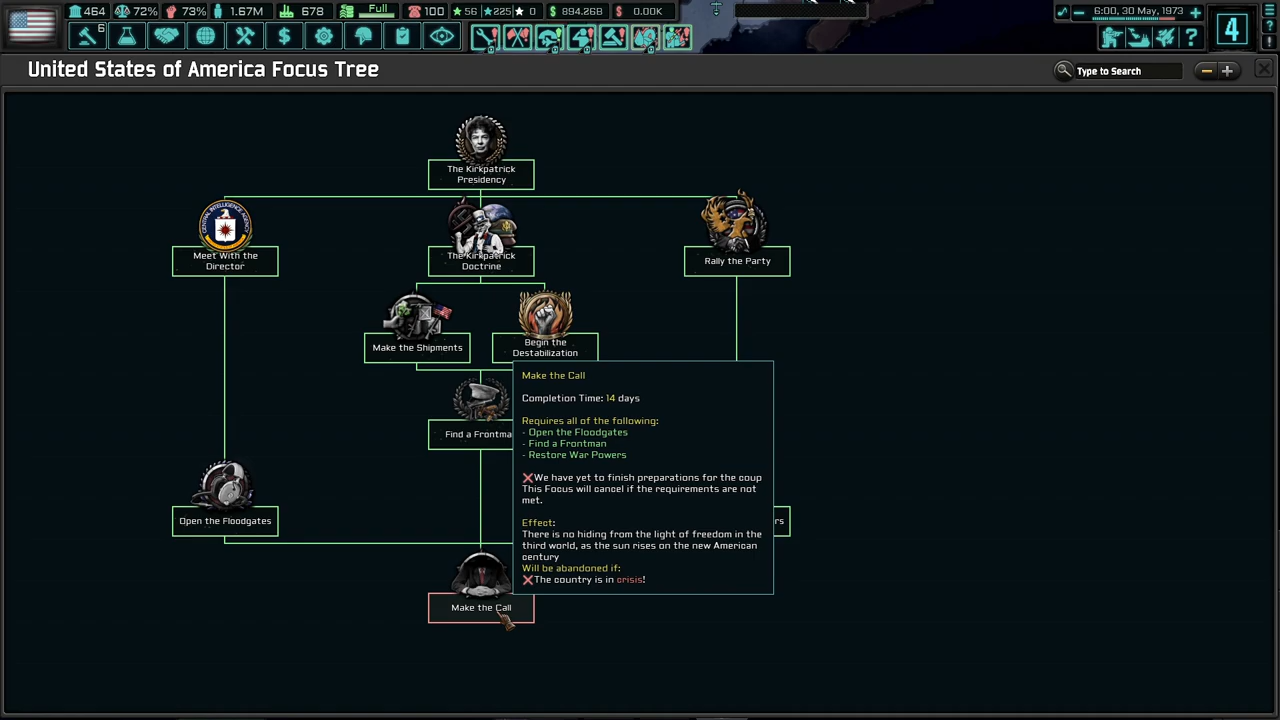 464 72% 73% 1.67M 678 Full 100 56 225 0 $ 894.26B $ 0.00K 6:00, 30 May, 1973 4
6
United States of America Focus Tree
Type to Search
The Kirkpatrick
Presidency
CENTRAL INTELLIGENCE AGENCY
Meet With the
Director
The Kirkpatrick
Doctrine
Rally the Party
Make the Shipments
Begin the
Destabilization
Make the Call
Completion Time: 14 days
Requires all of the following:
- Open the Floodgates
- Find a Frontman
- Restore War Powers
We have yet to finish preparations for the coup
This Focus will cancel if the requirements are not
met.
Effect:
There is no hiding from the light of freedom in the
third world, as the sun rises on the new American
century
Will be abandoned if:
The country is in crisis!
Find a Frontma
Open the Floodgates
rs
Make the Call